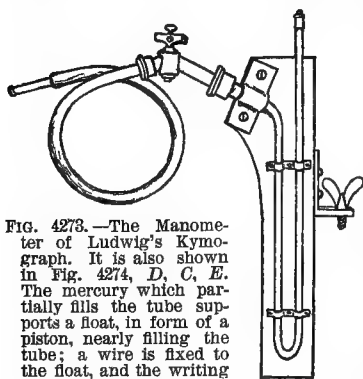 FIG. 4273.—The Manome-
ter of Ludwig's Kymo-
graph. It is also shown
in Fig. 4274, D, C, E.
The mercury which par-
tially fills the tube sup-
ports a float, in form of a
piston, nearly filling the
tube; a wire is fixed to
the float, and the writing